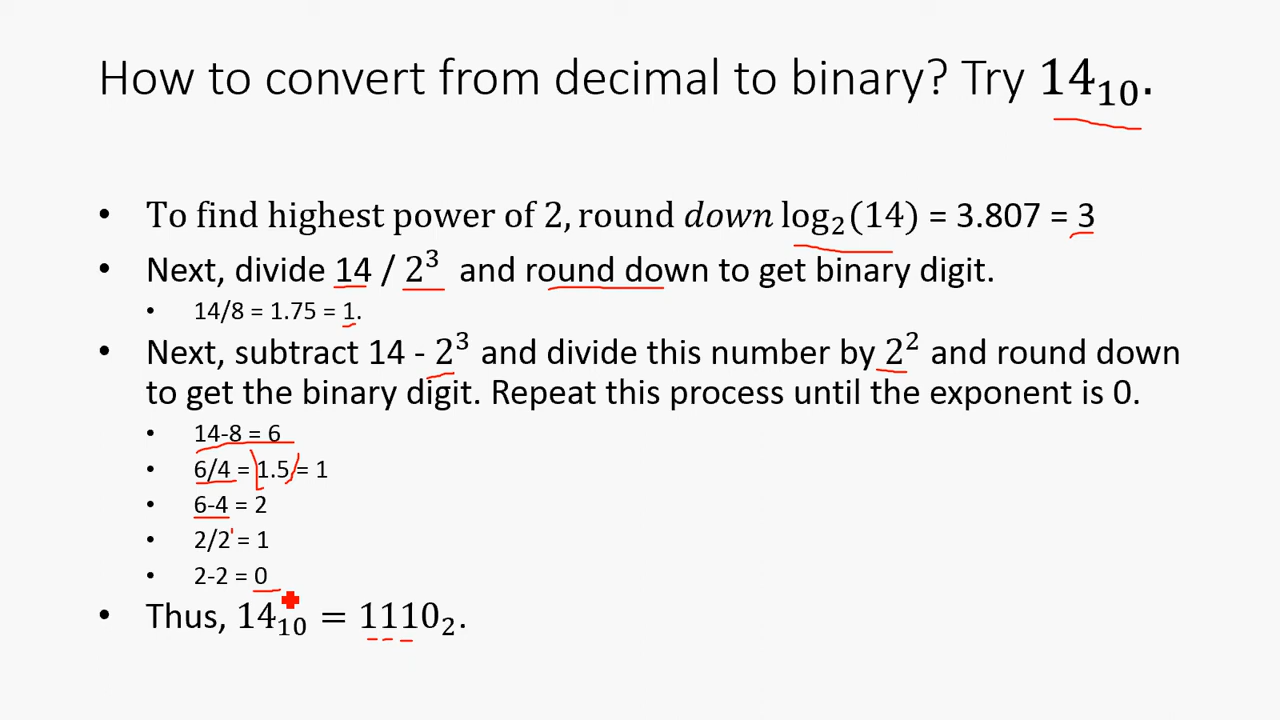 How to convert from decimal to binary? Try 14₁₀.
• To find highest power of 2, round down log₂(14) = 3.807 = 3
• Next, divide 14 / 2³ and round down to get binary digit.
• 14/8 = 1.75 = 1.
• Next, subtract 14 - 2³ and divide this number by 2² and round down
to get the binary digit. Repeat this process until the exponent is 0.
• 14-8 = 6
• 6/4 = 1.5 = 1
• 6-4 = 2
• 2/2 = 1
• 2-2 = 0
• Thus, 14₁₀ = 1110₂.